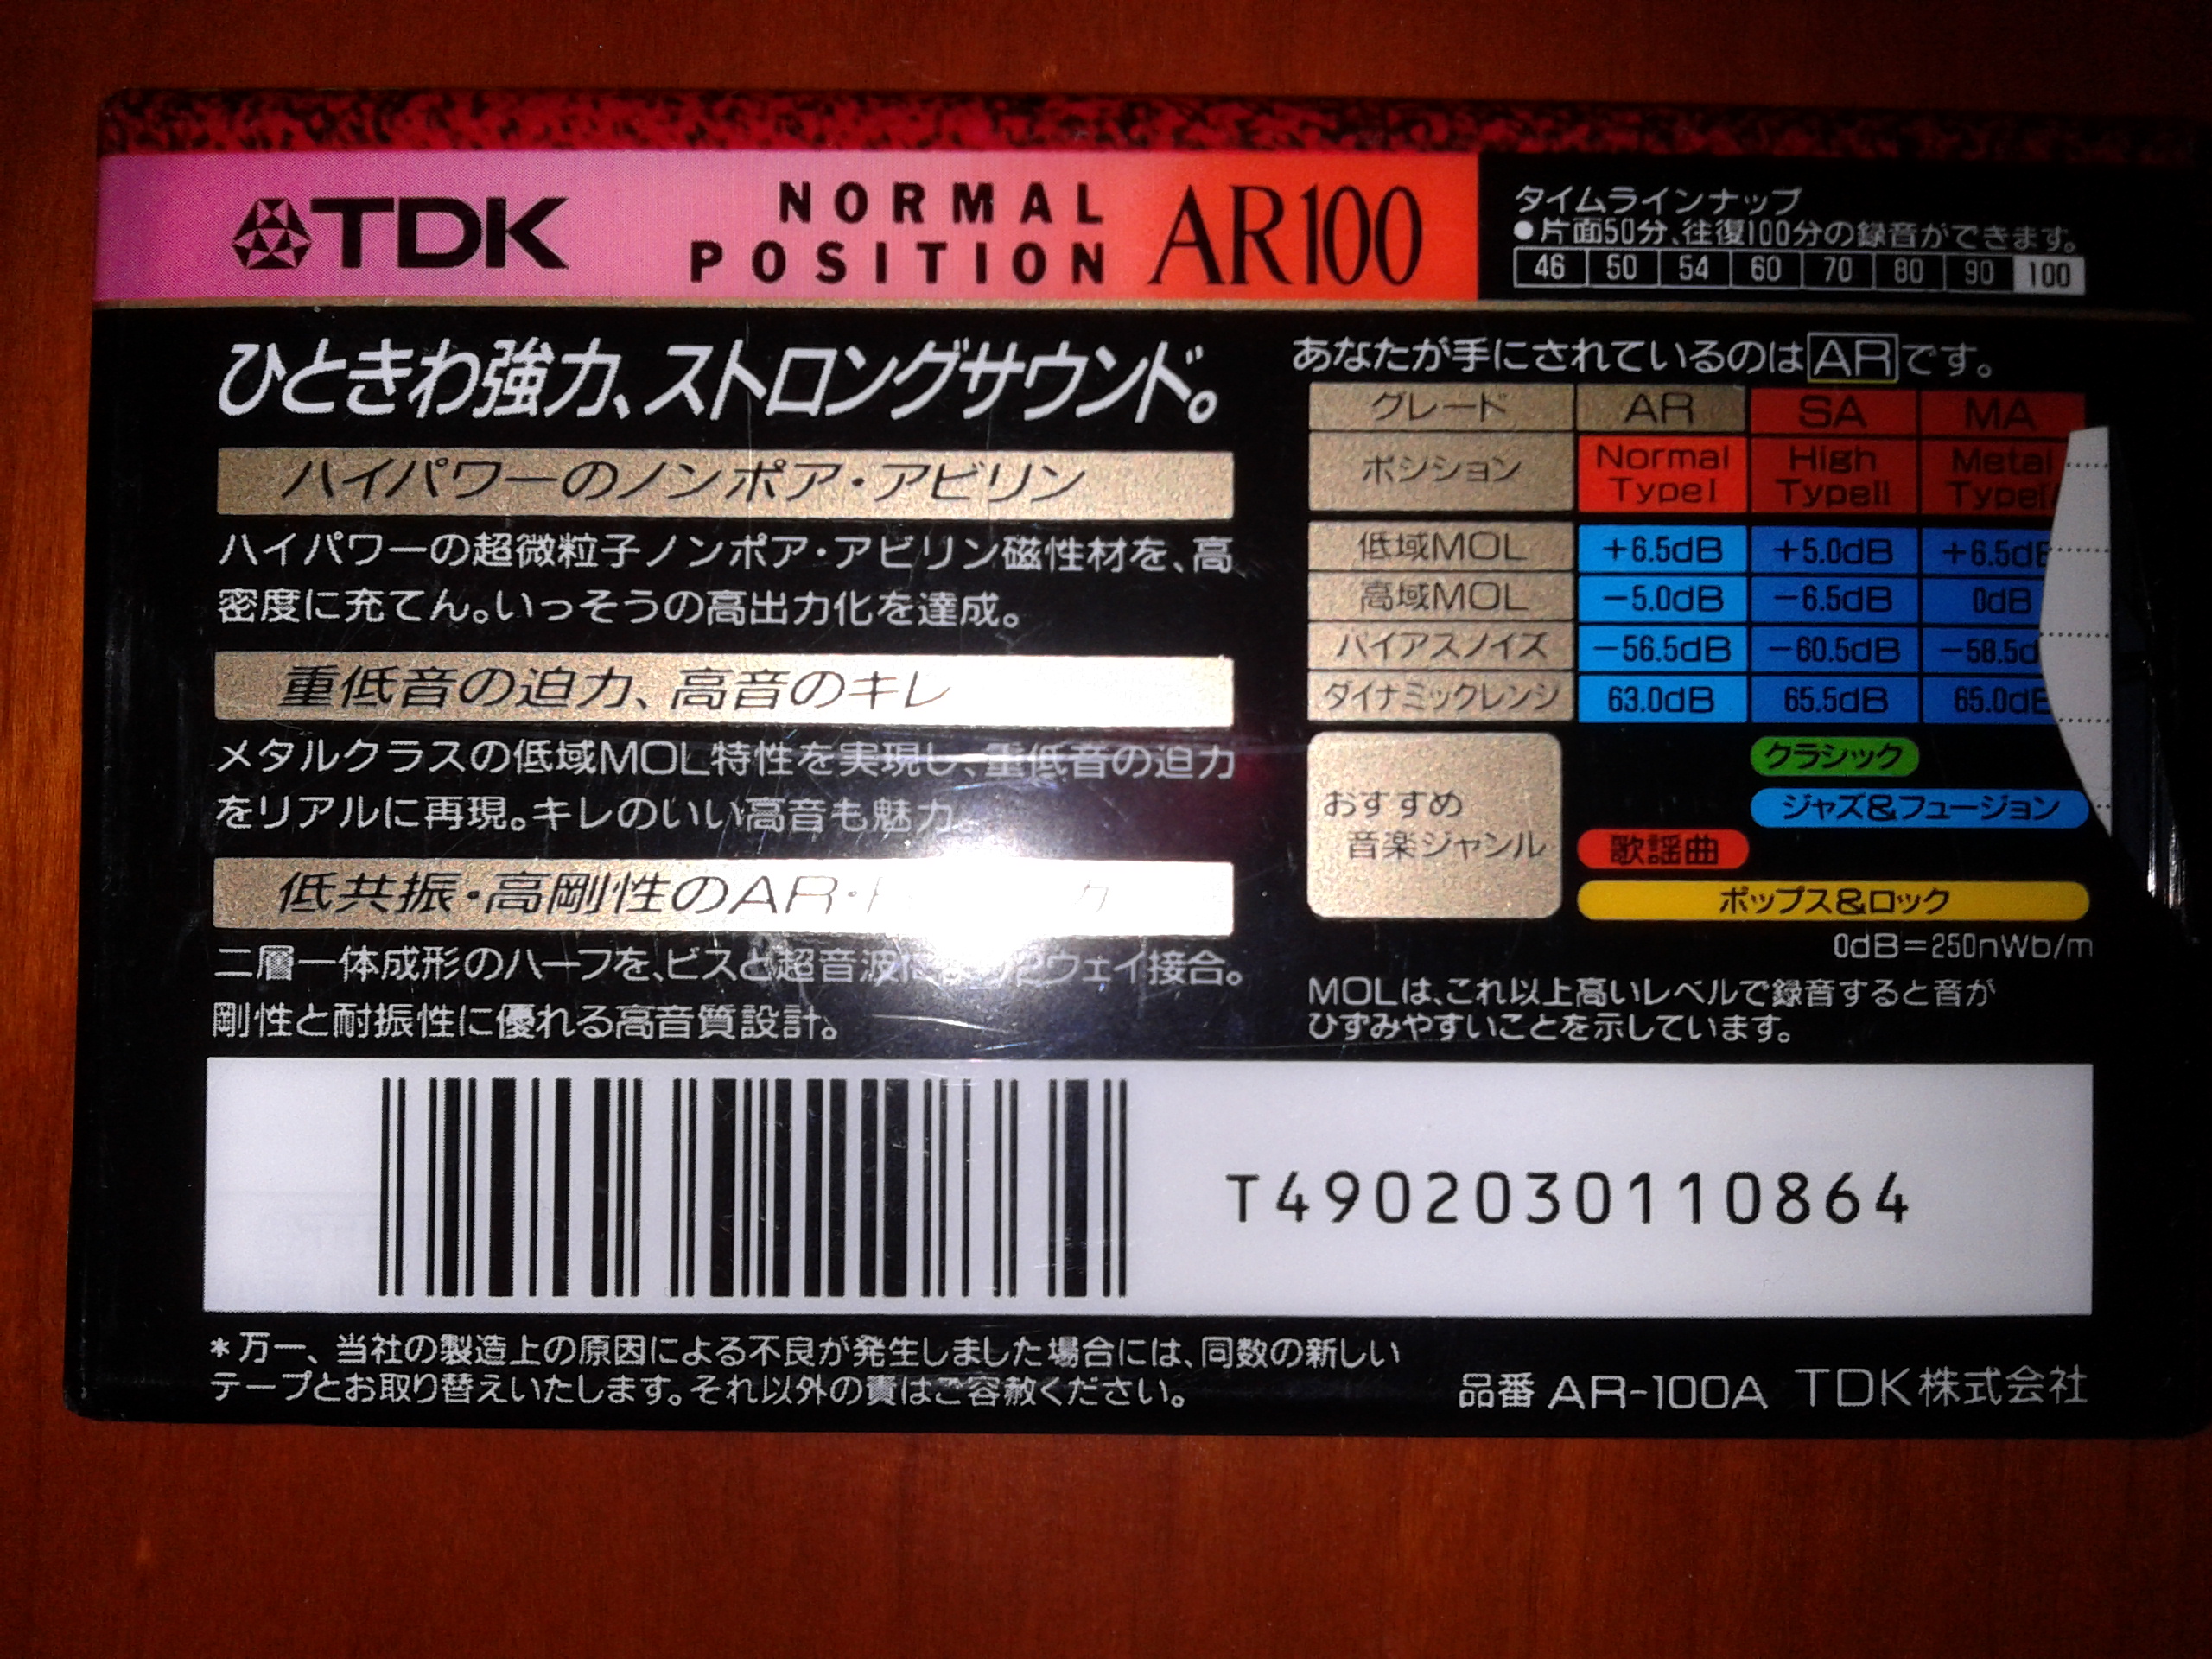 TDK
NORMAL
POSITION
AR100
タイムラインナップ
●片面50分、往復100分の録音ができます。
46 50 54 60 70 80 90 100
ひときわ強力、ストロングサウンド。
ハイパワーのノンポア・アビリン
ハイパワーの超微粒子ノンポア・アビリン磁性材を、高
密度に充てん。いっそうの高出力化を達成。
重低音の迫力、高音のキレ
メタルクラスの低域MOL特性を実現し、重低音の迫力
をリアルに再現。キレのいい高音も魅力。
低共振・高剛性のAR・
二層一体成形のハーフを、ビスと超音波に 2ウェイ接合。
剛性と耐振性に優れる高音質設計。
あなたが手にされているのはARです。
グレード AR SA MA
ポジション Normal TypeI High TypeII Metal
低域MOL +6.5dB +5.0dB +6.5dB
高域MOL −5.0dB −6.5dB 0dB
バイアスノイズ −56.5dB −60.5dB −58.5d
ダイナミックレンジ 63.0dB 65.5dB 65.0dB
おすすめ
音楽ジャンル
クラシック
ジャズ&フュージョン
歌謡曲
ポップス&ロック
0dB=250nWb/m
MOLは、これ以上高いレベルで録音すると音が
ひずみやすいことを示しています。
T4902030110864
*万一、当社の製造上の原因による不良が発生しました場合には、同数の新しい
テープとお取り替えいたします。それ以外の責はご容赦ください。
品番 AR-100A TDK株式会社